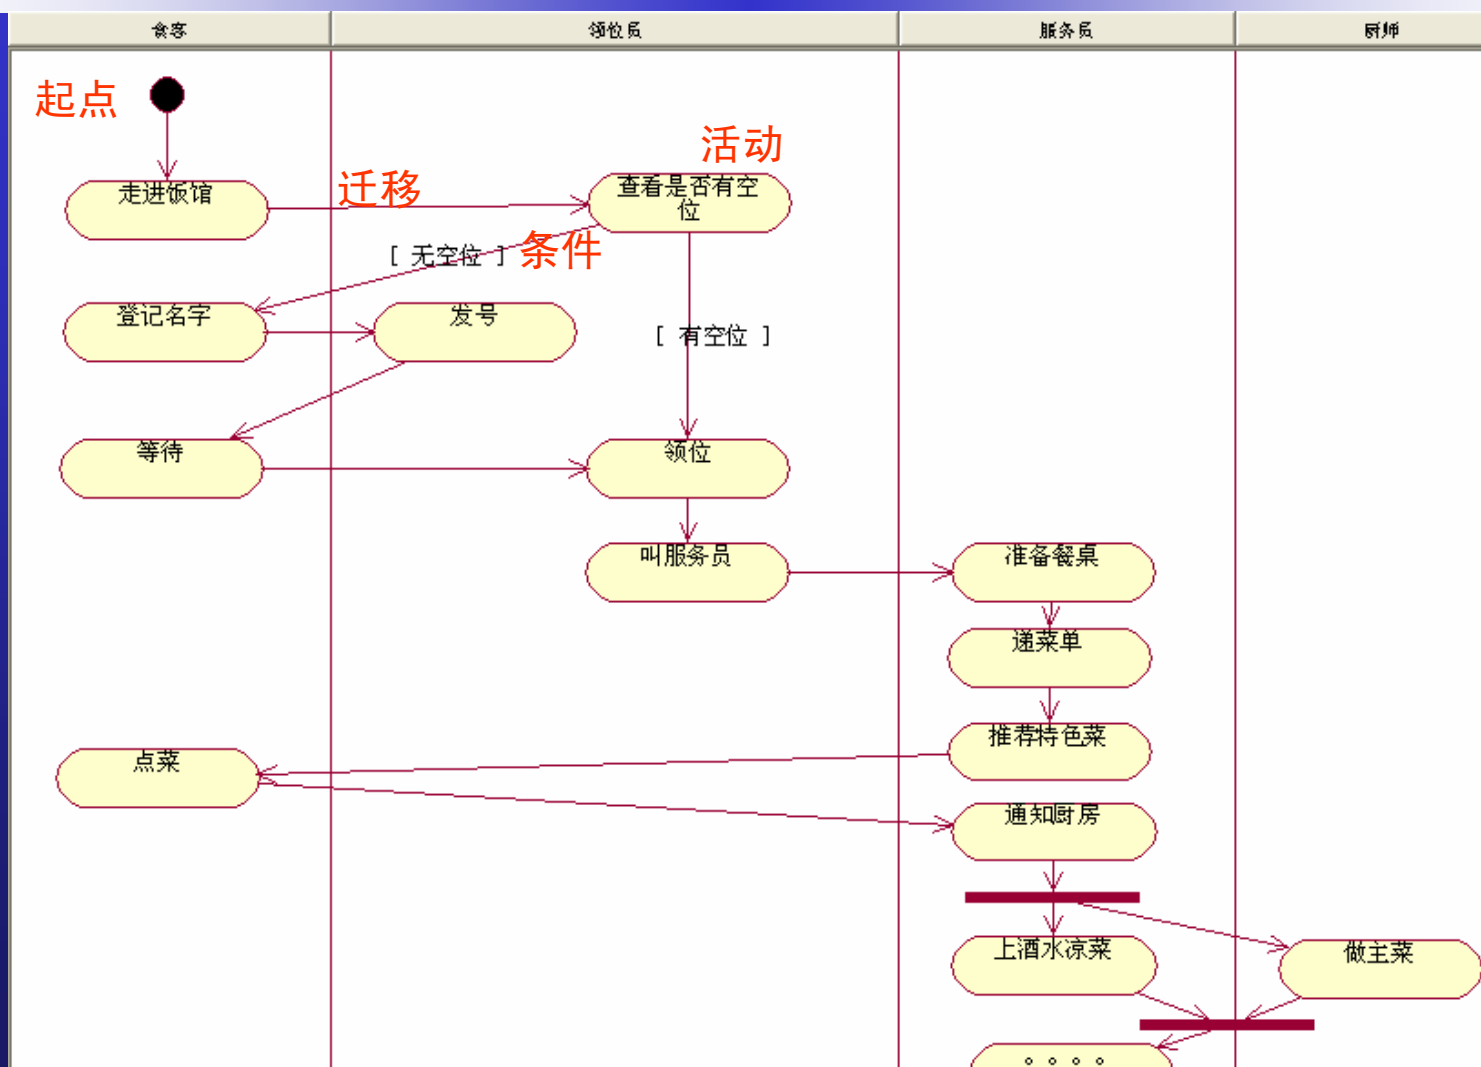 食客 领位员 服务员 厨师
起点
活动
走进饭馆
迁移
查看是否有空
位
[ 无空位 ]
条件
登记名字
发号
[ 有空位 ]
等待
领位
叫服务员
准备餐桌
递菜单
推荐特色菜
点菜
通知厨房
上酒水凉菜
做主菜
。。。。